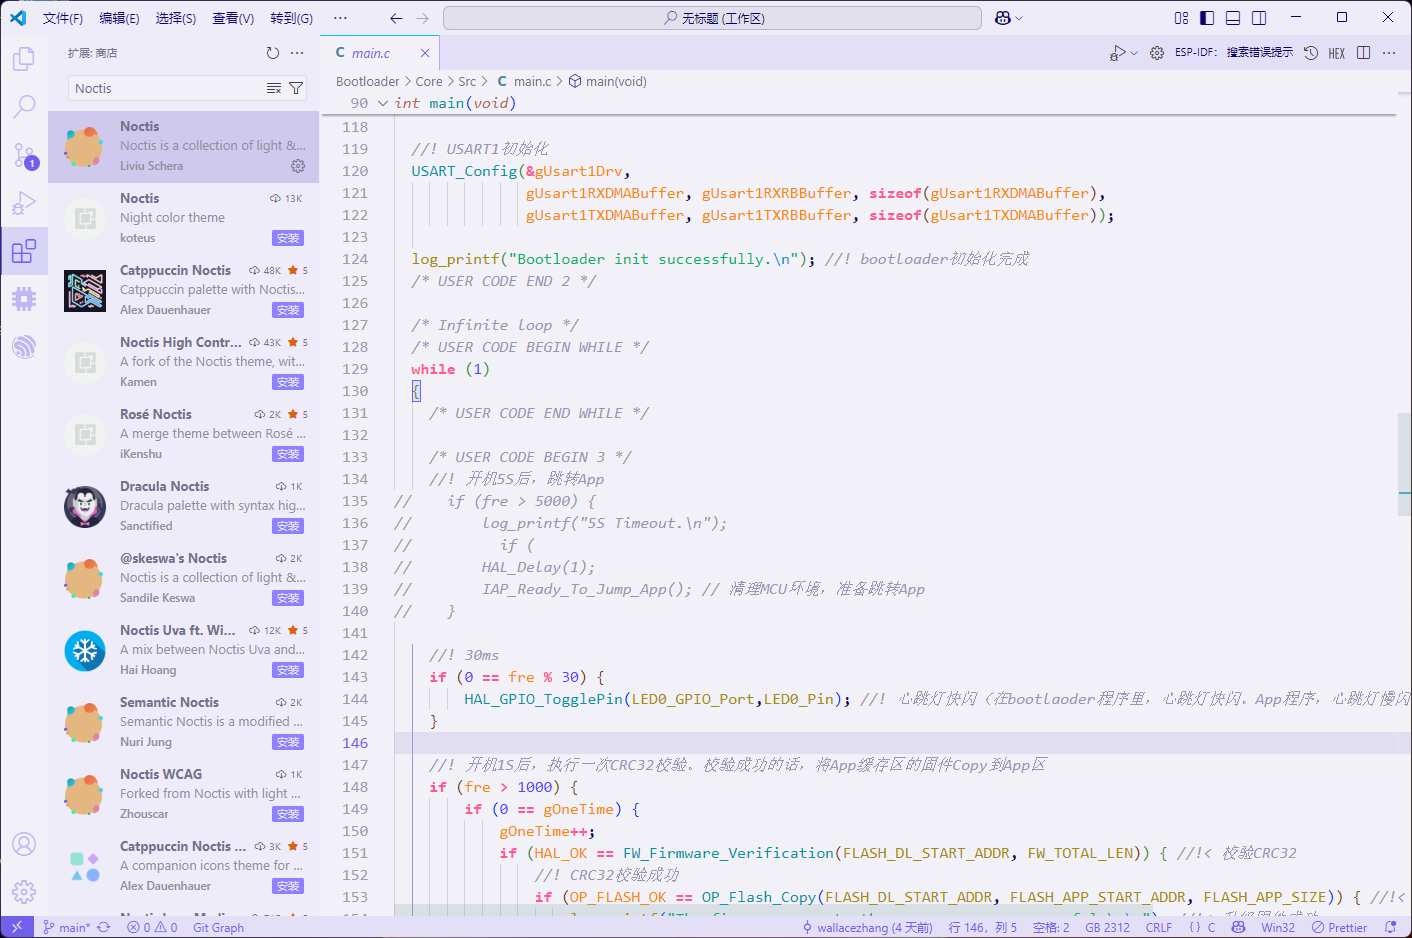 文件(F) 编辑(E) 选择(S) 查看(V) 转到(G) ··· 无标题 (工作区)
扩展: 商店
Noctis
Noctis
Noctis is a collection of light &...
Liviu Schera
Noctis 13K
Night color theme
koteus 安装
Catppuccin Noctis 48K 5
Catppuccin palette with Noctis...
Alex Dauenhauer 安装
Noctis High Contr... 43K 5
A fork of the Noctis theme, wit...
Kamen 安装
Rosé Noctis 2K 5
A merge theme between Rosé ...
iKenshu 安装
Dracula Noctis 1K
Dracula palette with syntax hig...
Sanctified 安装
@skeswa's Noctis 2K
Noctis is a collection of light &...
Sandile Keswa 安装
Noctis Uva ft. Wi... 12K 5
A mix between Noctis Uva and...
Hai Hoang 安装
Semantic Noctis 2K
Semantic Noctis is a modified ...
Nuri Jung 安装
Noctis WCAG 1K
Forked from Noctis with light ...
Zhouscar 安装
Catppuccin Noctis ... 3K 5
A companion icons theme for ...
Alex Dauenhauer 安装
1
C main.c ESP-IDF: 搜索错误提示 HEX
Bootloader > Core > Src > C main.c > main(void)
90 int main(void)
118
119 //! USART1初始化
120 USART_Config(&gUsart1Drv,
121 gUsart1RXDMABuffer, gUsart1RXRBBuffer, sizeof(gUsart1RXDMABuffer),
122 gUsart1TXDMABuffer, gUsart1TXRBBuffer, sizeof(gUsart1TXDMABuffer));
123
124 log_printf("Bootloader init successfully.\n"); //! bootloader初始化完成
125 /* USER CODE END 2 */
126
127 /* Infinite loop */
128 /* USER CODE BEGIN WHILE */
129 while (1)
130 {
131 /* USER CODE END WHILE */
132
133 /* USER CODE BEGIN 3 */
134 //! 开机5S后，跳转App
135 // if (fre > 5000) {
136 // log_printf("5S Timeout.\n");
137 // if (
138 // HAL_Delay(1);
139 // IAP_Ready_To_Jump_App(); // 清理MCU环境，准备跳转App
140 // }
141
142 //! 30ms
143 if (0 == fre % 30) {
144 HAL_GPIO_TogglePin(LED0_GPIO_Port,LED0_Pin); //! 心跳灯快闪（在bootlaoder程序里，心跳灯快闪。App程序，心跳灯慢闪
145 }
146
147 //! 开机1S后，执行一次CRC32校验。校验成功的话，将App缓存区的固件Copy到App区
148 if (fre > 1000) {
149 if (0 == gOneTime) {
150 gOneTime++;
151 if (HAL_OK == FW_Firmware_Verification(FLASH_DL_START_ADDR, FW_TOTAL_LEN)) { //!< 校验CRC32
152 //! CRC32校验成功
153 if (OP_FLASH_OK == OP_Flash_Copy(FLASH_DL_START_ADDR, FLASH_APP_START_ADDR, FLASH_APP_SIZE)) { //!<
main* 0 0 Git Graph wallacezhang (4 天前) 行 146，列 5 空格: 2 GB 2312 CRLF {} C Win32 Prettier